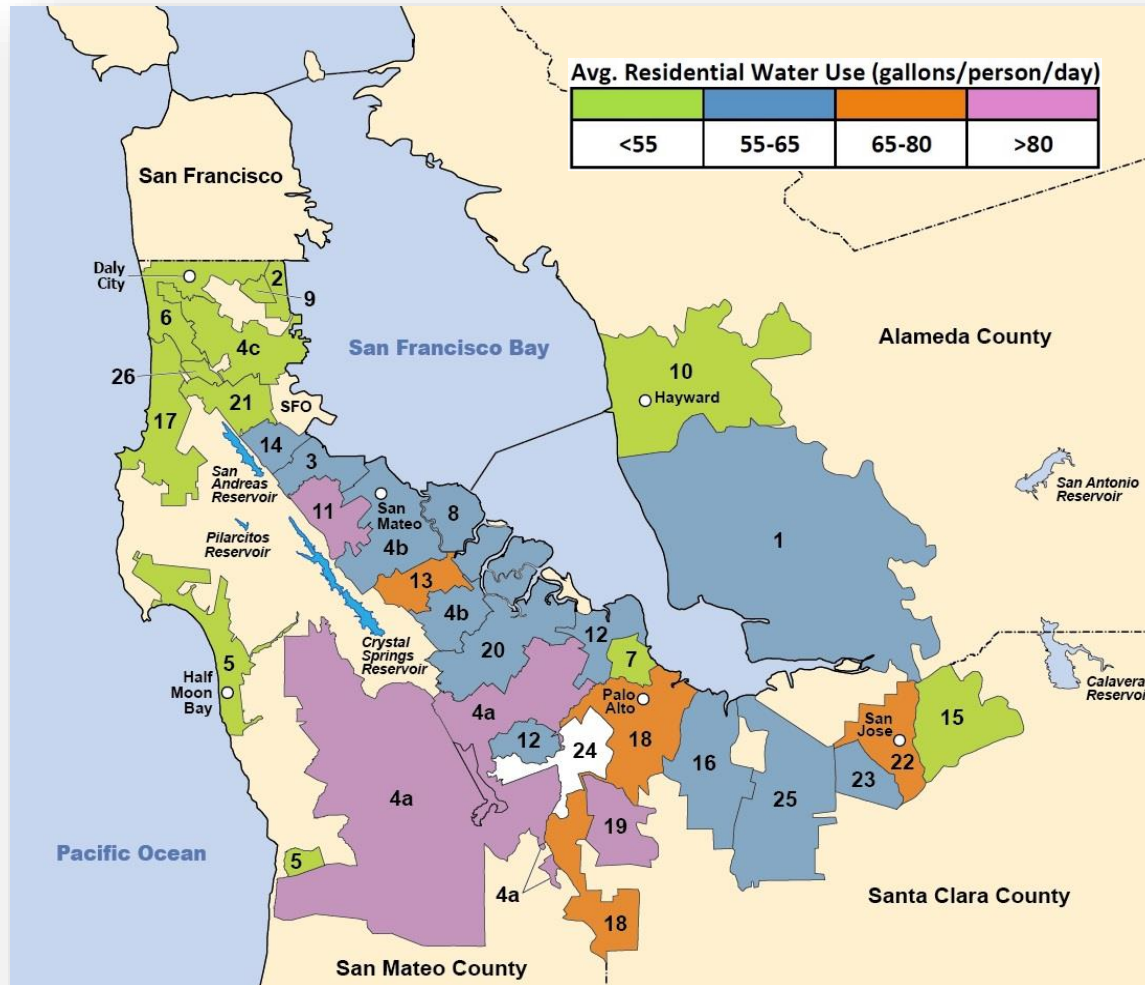 Avg. Residential Water Use (gallons/person/day)
<55 55-65 65-80 >80
San Francisco
Daly
City
2
9
6
4c
San Francisco Bay
Alameda County
26
10
Hayward
17
21
SFO
14
3
San
Andreas
Reservoir
San Antonio
Reservoir
11
San
Mateo
8
Pilarcitos
Reservoir
4b
1
13
4b
Crystal
Springs
Reservoir
20
12
7
5
Half
Moon
Bay
Palo
Alto
Calavera
Reservoir
4a
12
24
18
San
Jose
15
16
22
23
25
4a
19
Pacific Ocean
5
4a
18
Santa Clara County
San Mateo County